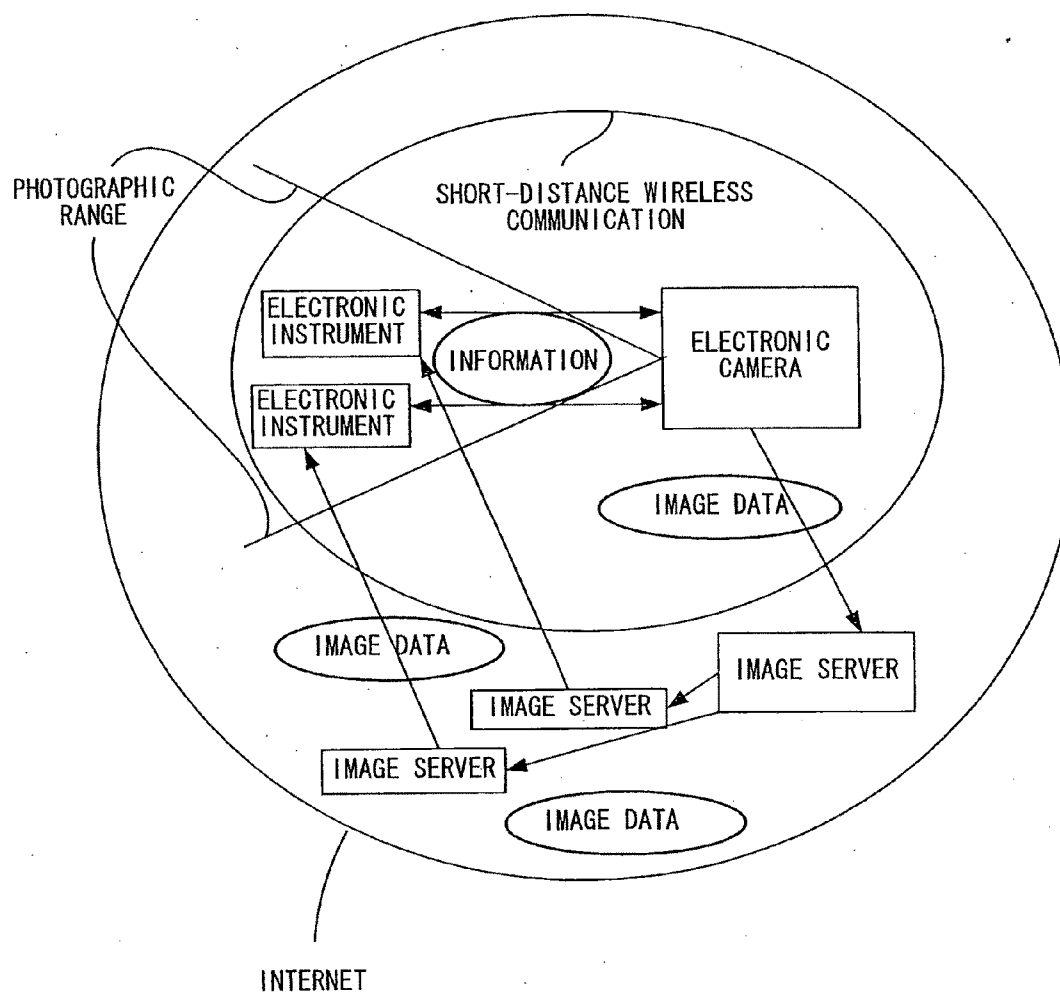 PHOTOGRAPHIC
RANGE
SHORT-DISTANCE WIRELESS
COMMUNICATION
ELECTRONIC
INSTRUMENT
INFORMATION
ELECTRONIC
CAMERA
ELECTRONIC
INSTRUMENT
IMAGE DATA
IMAGE DATA
IMAGE SERVER
IMAGE SERVER
IMAGE SERVER
IMAGE DATA
INTERNET